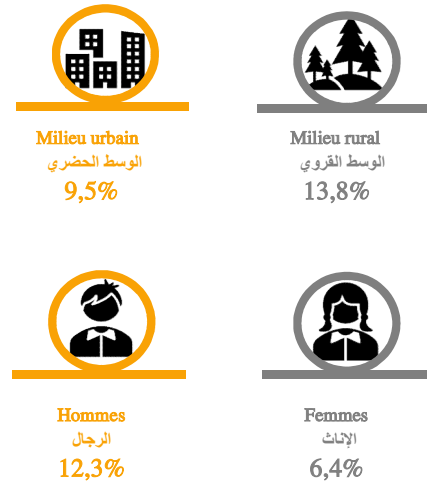 Milieu urbain
الوسط الحضري
9,5%
Milieu rural
الوسط القروي
13,8%
Hommes
الرجال
12,3%
Femmes
الإناث
6,4%